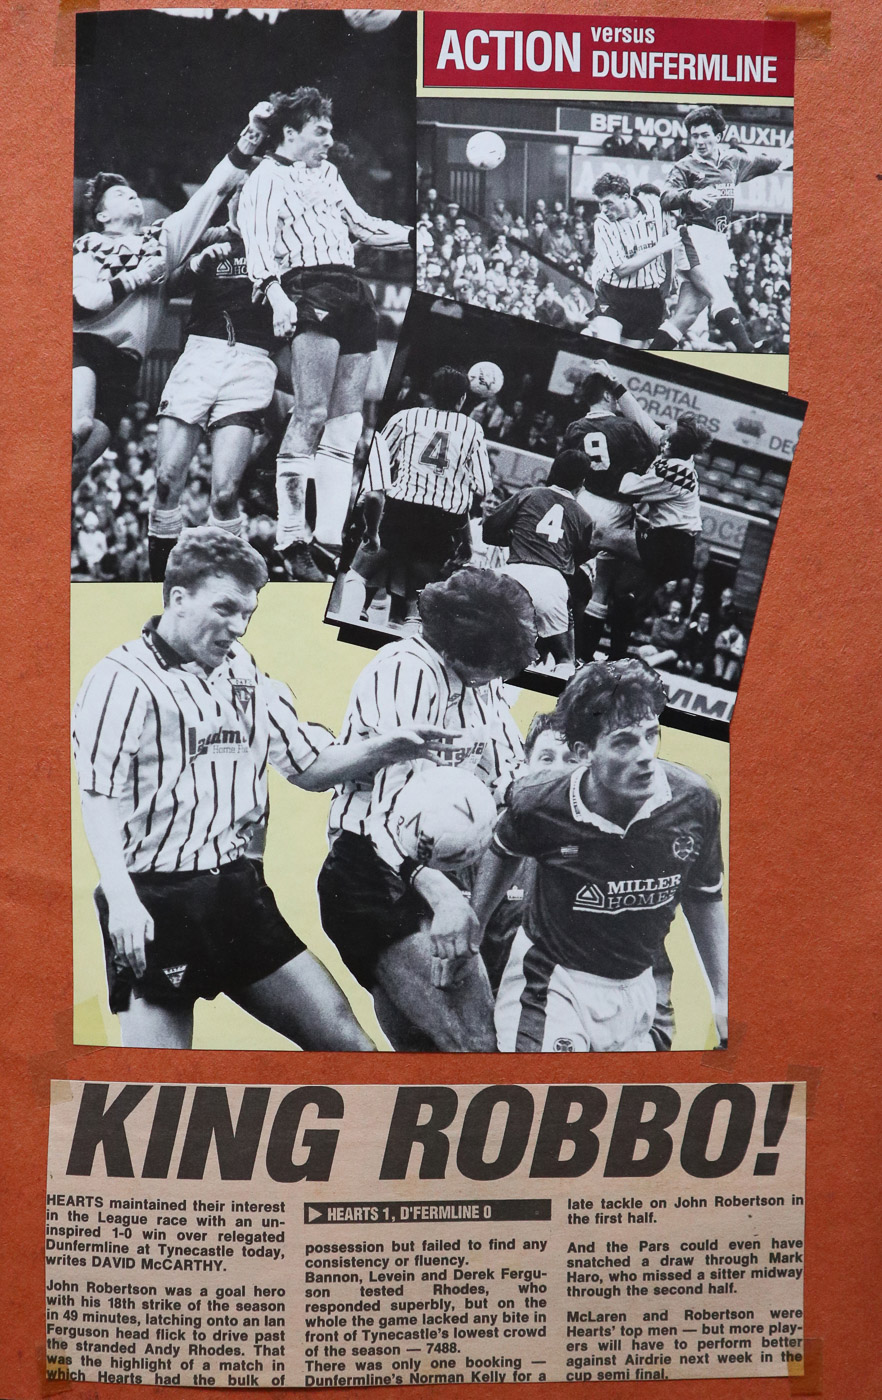 ACTION versus
DUNFERMLINE
BELMONT VAUXHA
9
4
CAPITAL
DEC
4
MILLER
HOMES
KING ROBBO!
HEARTS maintained their interest
in the League race with an un-
inspired 1-0 win over relegated
Dunfermline at Tynecastle today,
writes DAVID McCARTHY.
John Robertson was a goal hero
with his 18th strike of the season
in 49 minutes, latching onto an Ian
Ferguson head flick to drive past
the stranded Andy Rhodes. That
was the highlight of a match in
which Hearts had the bulk of
HEARTS 1, D'FERMLINE 0
possession but failed to find any
consistency or fluency.
Bannon, Levein and Derek Fergu-
son tested Rhodes, who
responded superbly, but on the
whole the game lacked any bite in
front of Tynecastle's lowest crowd
of the season — 7488.
There was only one booking —
Dunfermline's Norman Kelly for a
late tackle on John Robertson in
the first half.
And the Pars could even have
snatched a draw through Mark
Haro, who missed a sitter midway
through the second half.
McLaren and Robertson were
Hearts' top men — but more play-
ers will have to perform better
against Airdrie next week in the
cup semi final.